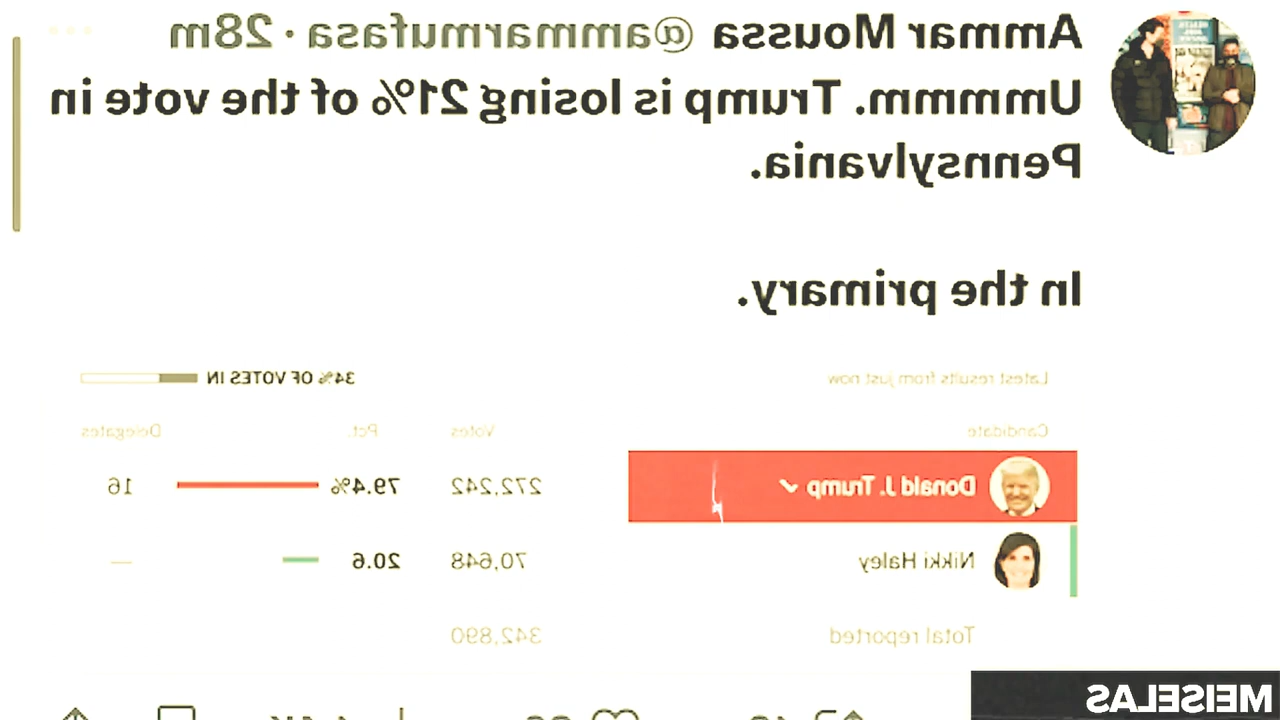 Ammar Moussa @ammarmufasa · 28m ...
Ummmm. Trump is losing 21% of the vote in
Pennsylvania.
In the primary.
Latest results from just now 34% OF VOTES IN
Candidate Votes Pct. Delegates
Donald J. Trump ✓ 272,242 79.4% 16
Nikki Haley 70,648 20.6 —
Total reported 342,890
MEISELAS